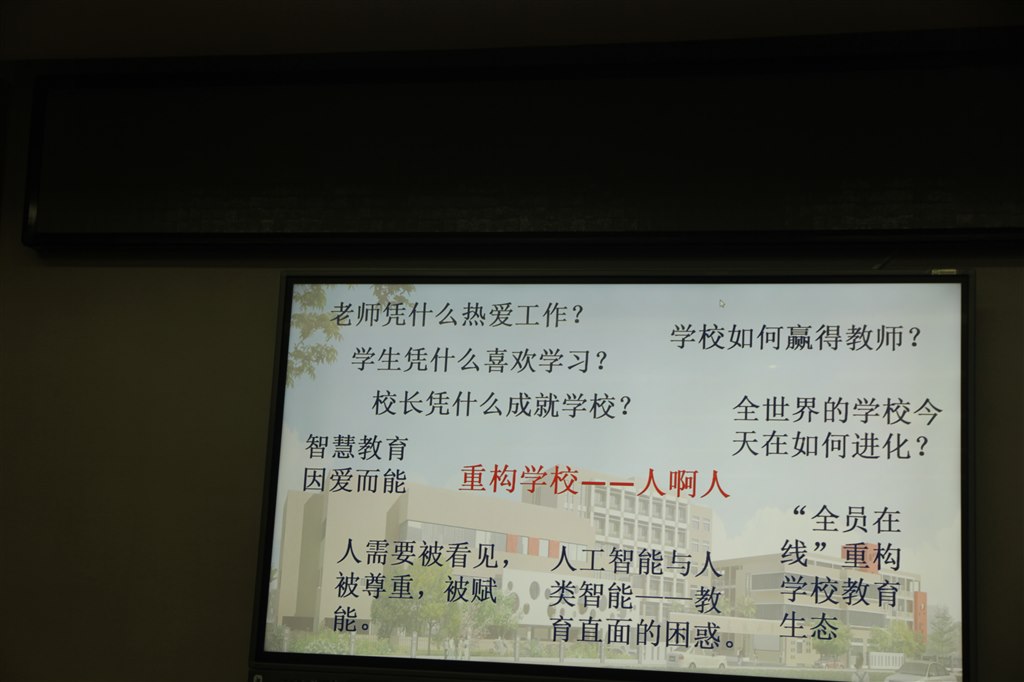 老师凭什么热爱工作？
学校如何赢得教师？
学生凭什么喜欢学习？
校长凭什么成就学校？
全世界的学校今
天在如何进化？
智慧教育
因爱而能
重构学校——人啊人
“全员在
线”重构
学校教育
生态
人需要被看见，
被尊重，被赋
能。
人工智能与人
类智能——教
育直面的困惑。